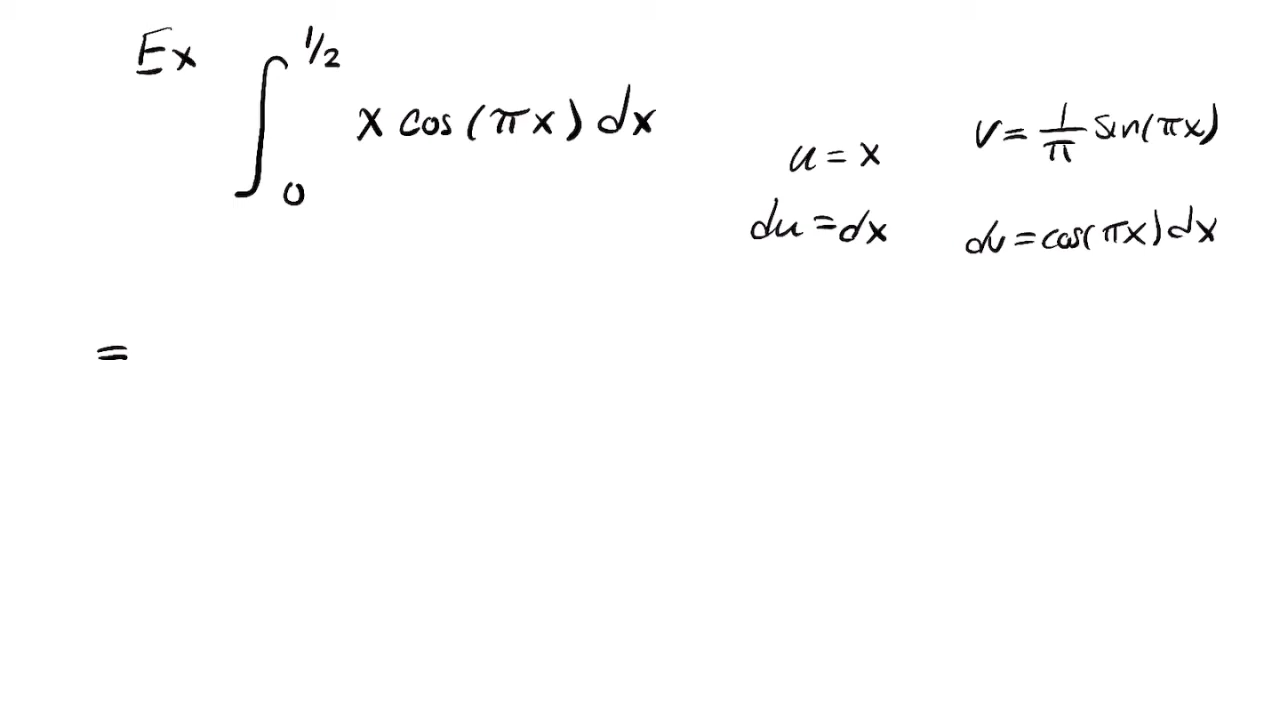 Ex ∫₀^{1/2} x cos(πx) dx
u = x    v = 1/π sin(πx)
du = dx    dv = cos(πx) dx
=